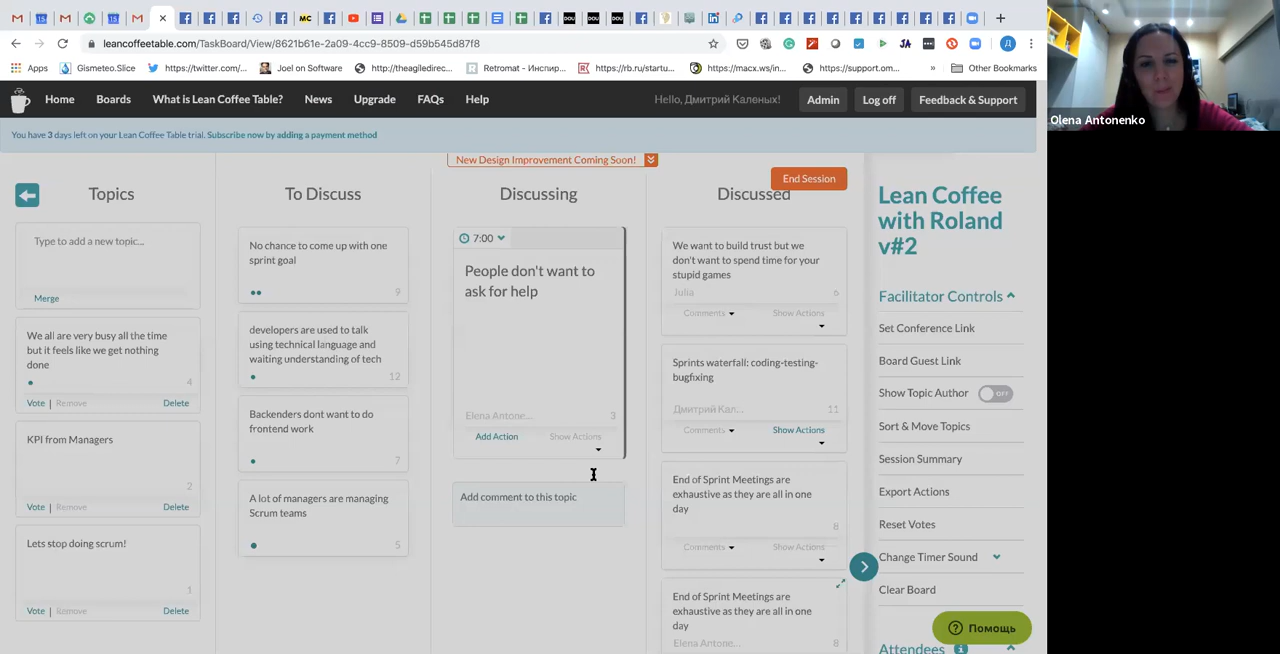 15
15
MC
DOU
DOU
DOU
leancoffeetable.com/TaskBoard/View/8621b61e-2a09-4cc9-8509-d59b545d87f8
JA
Д
Apps
Gismeteo.Slice
https://twitter.com/...
Joel on Software
http://theagiledirec...
Retromat - Инспир...
https://rb.ru/startu...
https://macx.ws/in...
https://support.om...
»
Other Bookmarks
Home
Boards
What is Lean Coffee Table?
News
Upgrade
FAQs
Help
Hello, Дмитрий Каленых!
Admin
Log off
Feedback & Support
You have 3 days left on your Lean Coffee Table trial. Subscribe now by adding a payment method
New Design Improvement Coming Soon!
End Session
Topics
Type to add a new topic...
Merge
We all are very busy all the time
but it feels like we get nothing
done
4
Vote | Remove
Delete
KPI from Managers
2
Vote | Remove
Delete
Lets stop doing scrum!
1
Vote | Remove
Delete
To Discuss
No chance to come up with one
sprint goal
9
developers are used to talk
using technical language and
waiting understanding of tech
12
Backenders dont want to do
frontend work
7
A lot of managers are managing
Scrum teams
5
Discussing
7:00
People don't want to
ask for help
Elena Antone...
3
Add Action
Show Actions
Add comment to this topic
Discussed
We want to build trust but we
don't want to spend time for your
stupid games
Julia
6
Comments
Show Actions
Sprints waterfall: coding-testing-
bugfixing
Дмитрий Кал...
11
Comments
Show Actions
End of Sprint Meetings are
exhaustive as they are all in one
day
8
Comments
Show Actions
End of Sprint Meetings are
exhaustive as they are all in one
day
Elena Antone...
8
Lean Coffee
with Roland
v#2
Facilitator Controls
Set Conference Link
Board Guest Link
Show Topic Author
OFF
Sort & Move Topics
Session Summary
Export Actions
Reset Votes
Change Timer Sound
Clear Board
Помощь
Attendees
Olena Antonenko